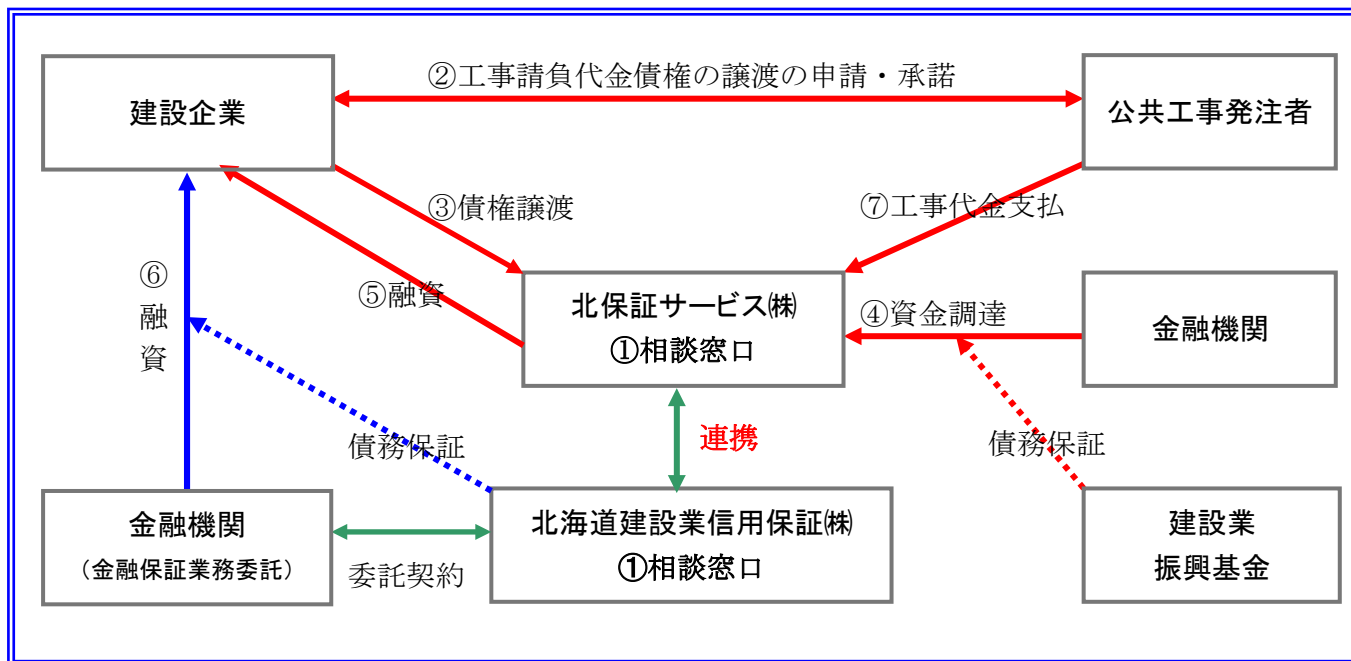 ②工事請負代金債権の譲渡の申請・承諾
建設企業
公共工事発注者
③債権譲渡
⑦工事代金支払
⑥融資
⑤融資
北保証サービス㈱
①相談窓口
④資金調達
金融機関
連携
債務保証
債務保証
金融機関
（金融保証業務委託）
委託契約
北海道建設業信用保証㈱
①相談窓口
建設業
振興基金